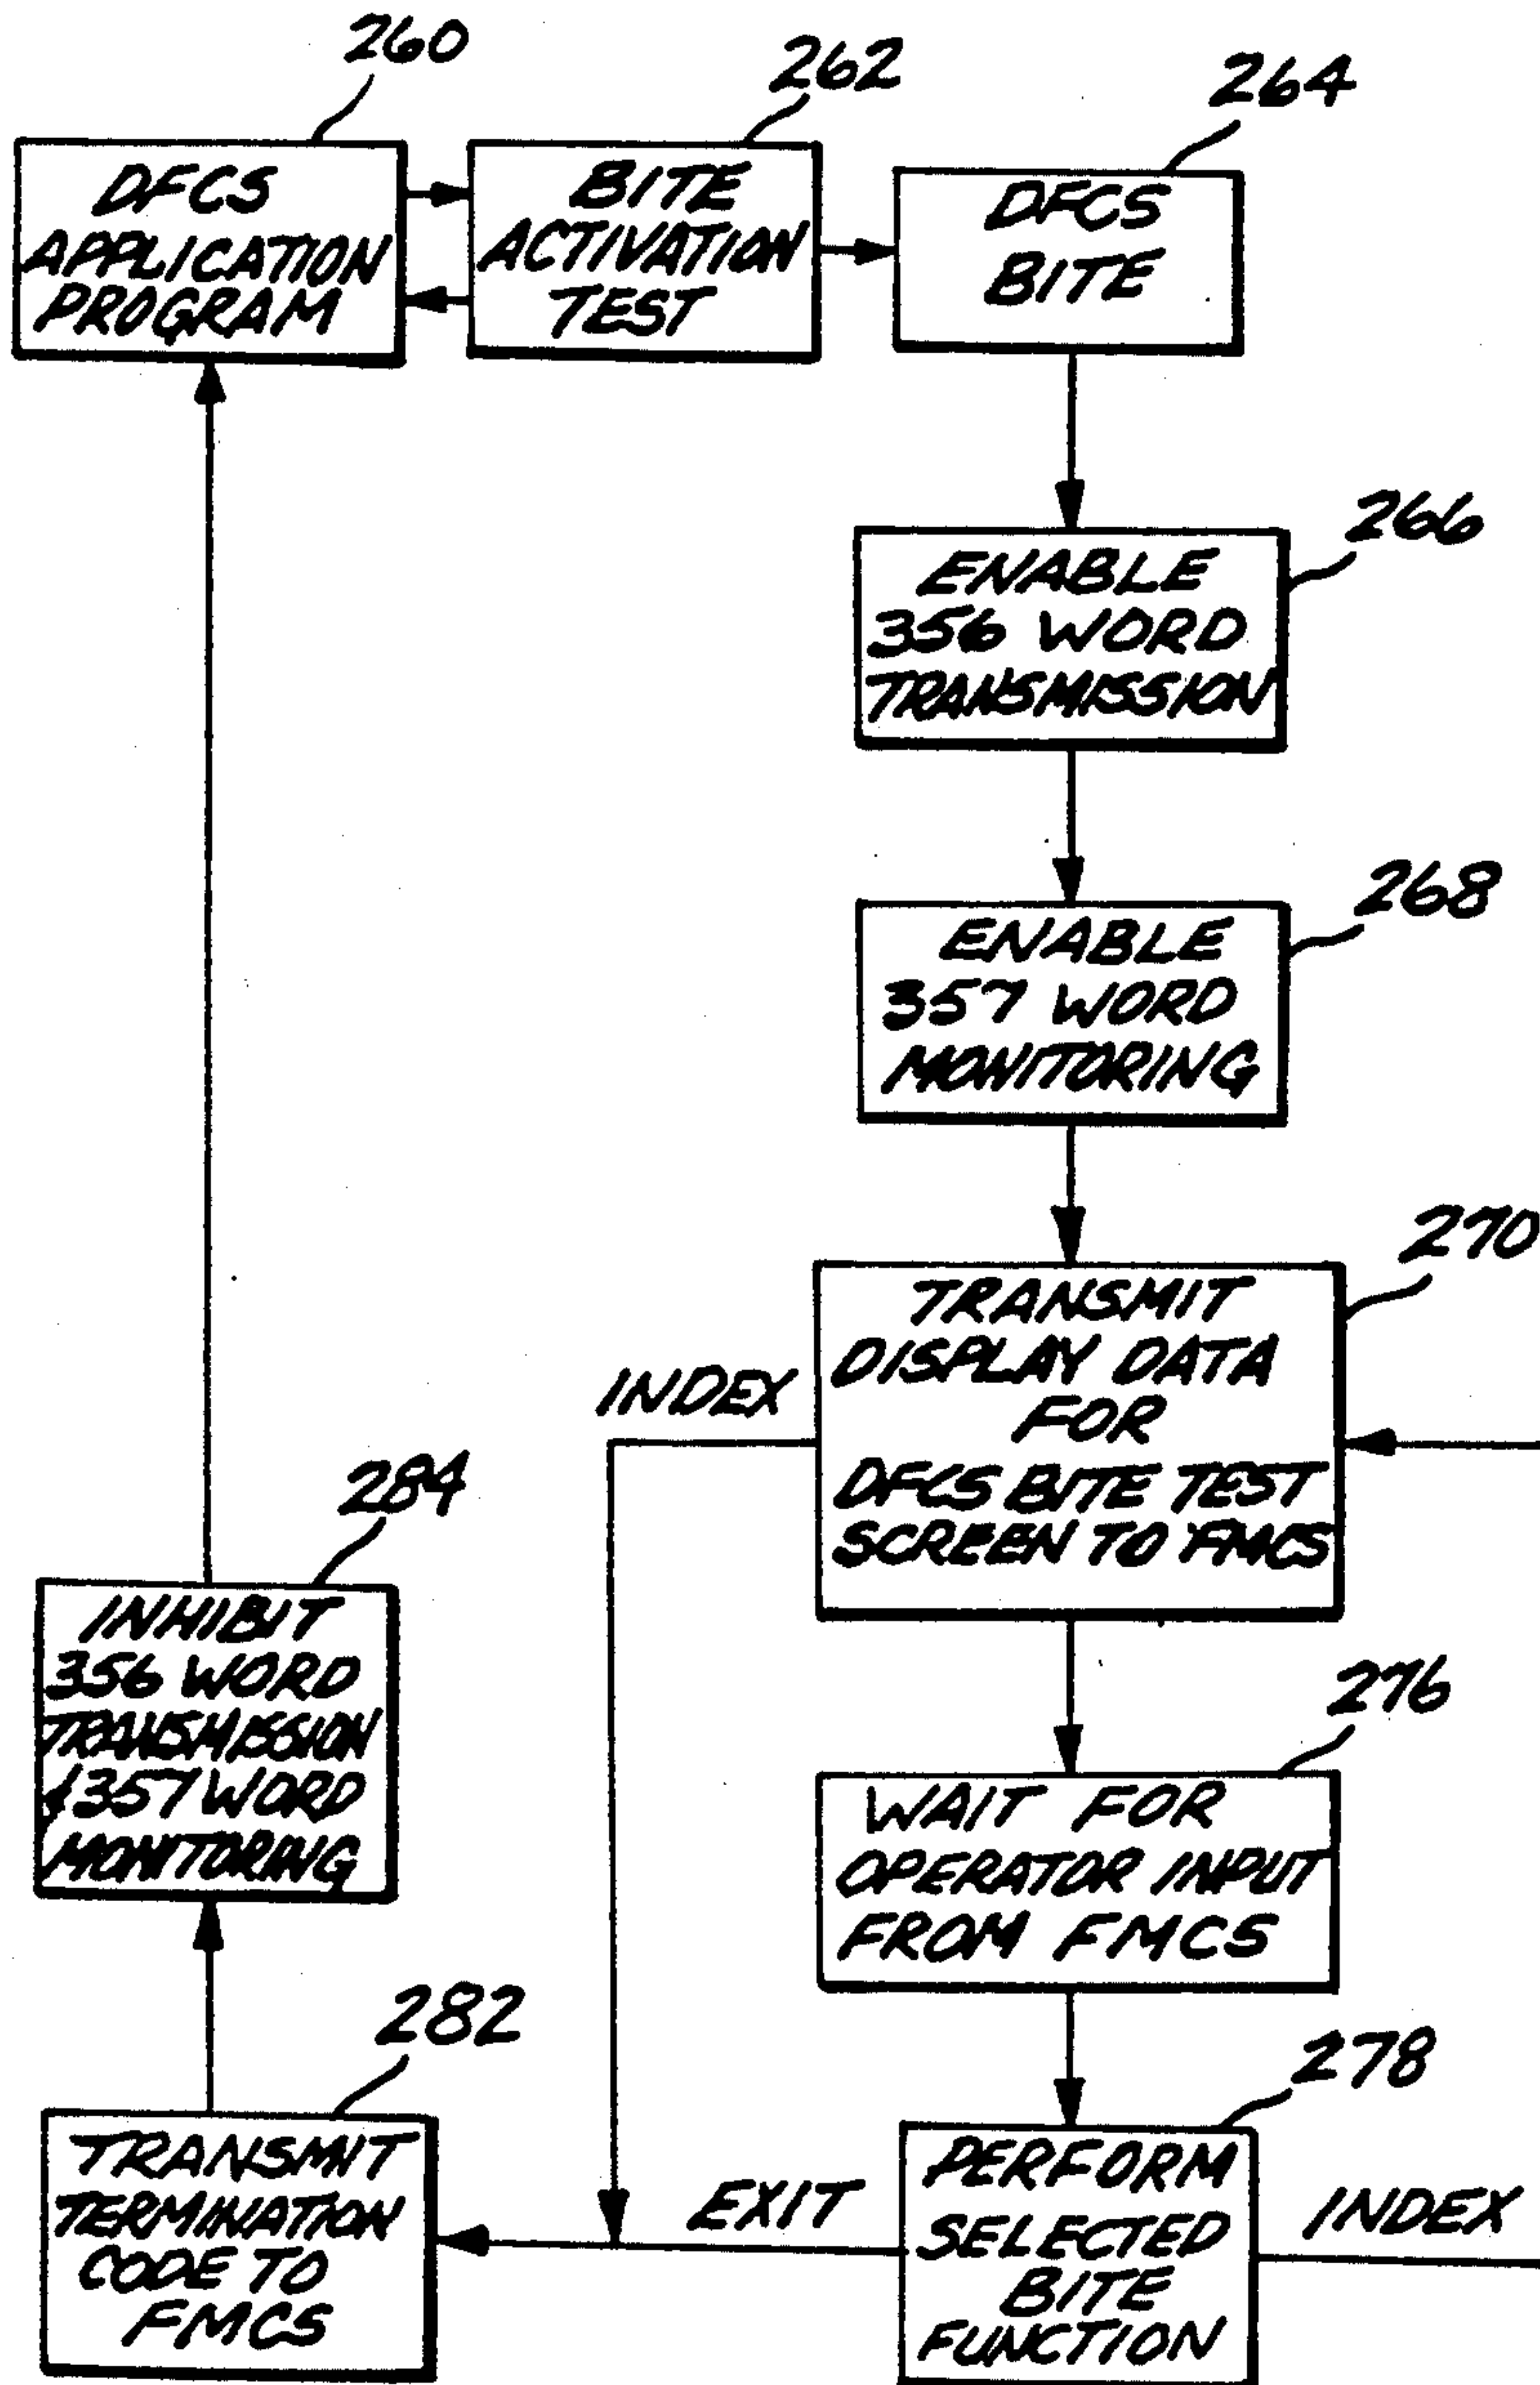 260
262
264
DFCS
APPLICATION
PROGRAM
BITE
ACTIVATION
TEST
DFCS
BITE
266
ENABLE
356 WORD
TRANSMISSION
268
ENABLE
357 WORD
MONITORING
270
TRANSMIT
DISPLAY DATA
FOR
DFCS BITE TEST
SCREEN TO FMCS
INDEX
284
INHIBIT
356 WORD
TRANSMISSION
& 357 WORD
MONITORING
276
WAIT FOR
OPERATOR INPUT
FROM FMCS
282
TRANSMIT
TERMINATION
CODE TO
FMCS
EXIT
278
PERFORM
SELECTED
BITE
FUNCTION
INDEX